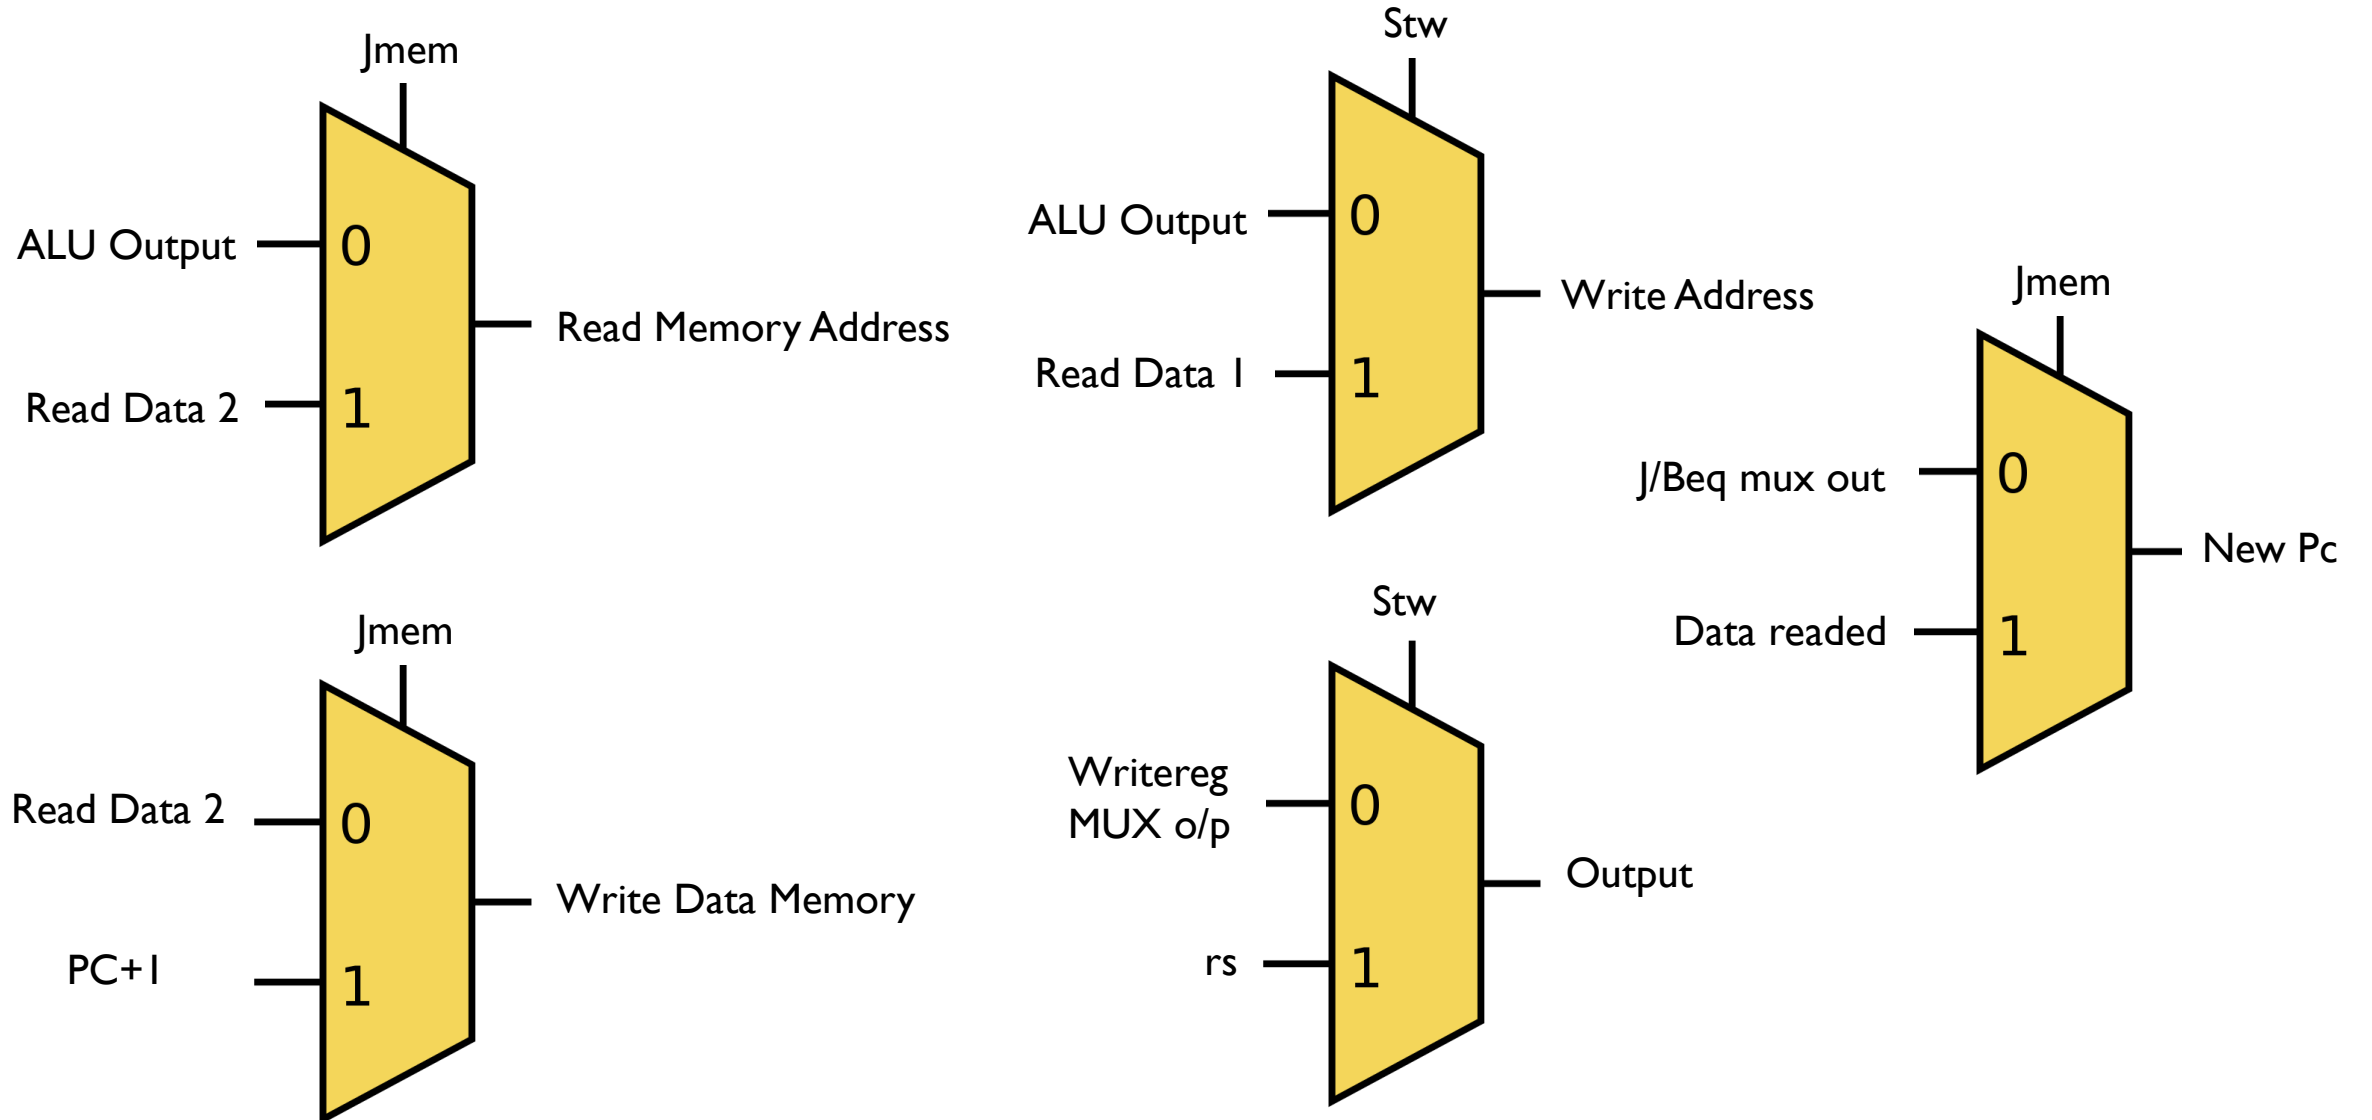 Jmem
ALU Output
0
Read Memory Address
Read Data 2
1
Jmem
Read Data 2
0
Write Data Memory
PC+1
1
Stw
ALU Output
0
Write Address
Read Data 1
1
Stw
Writereg
MUX o/p
0
Output
rs
1
Jmem
J/Beq mux out
0
New Pc
Data readed
1